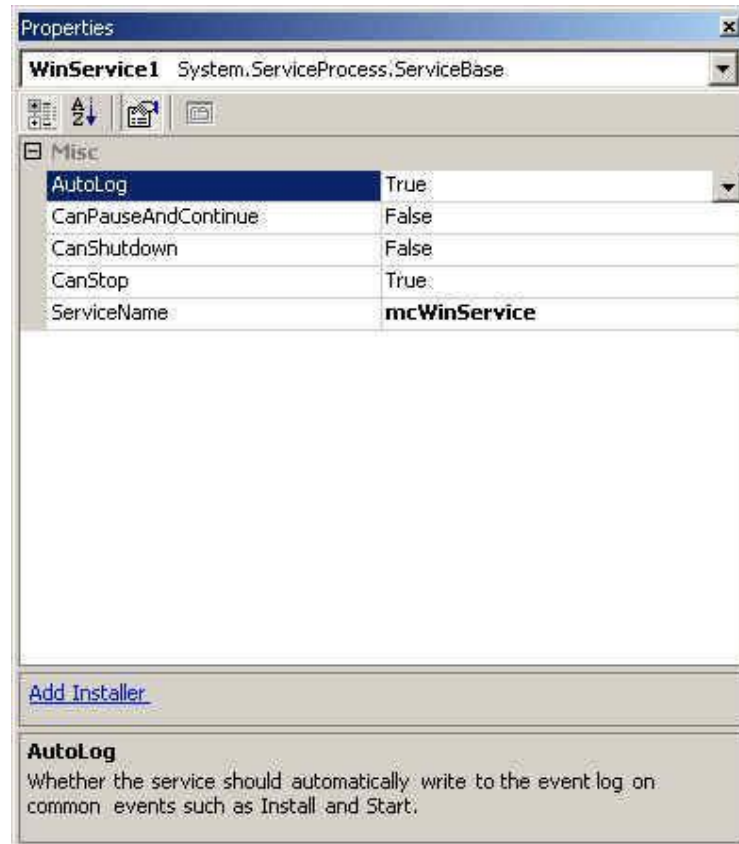 Properties
WinService1 System.ServiceProcess.ServiceBase
Misc
AutoLog True
CanPauseAndContinue False
CanShutdown False
CanStop True
ServiceName mcWinService
Add Installer
AutoLog
Whether the service should automatically write to the event log on
common events such as Install and Start.